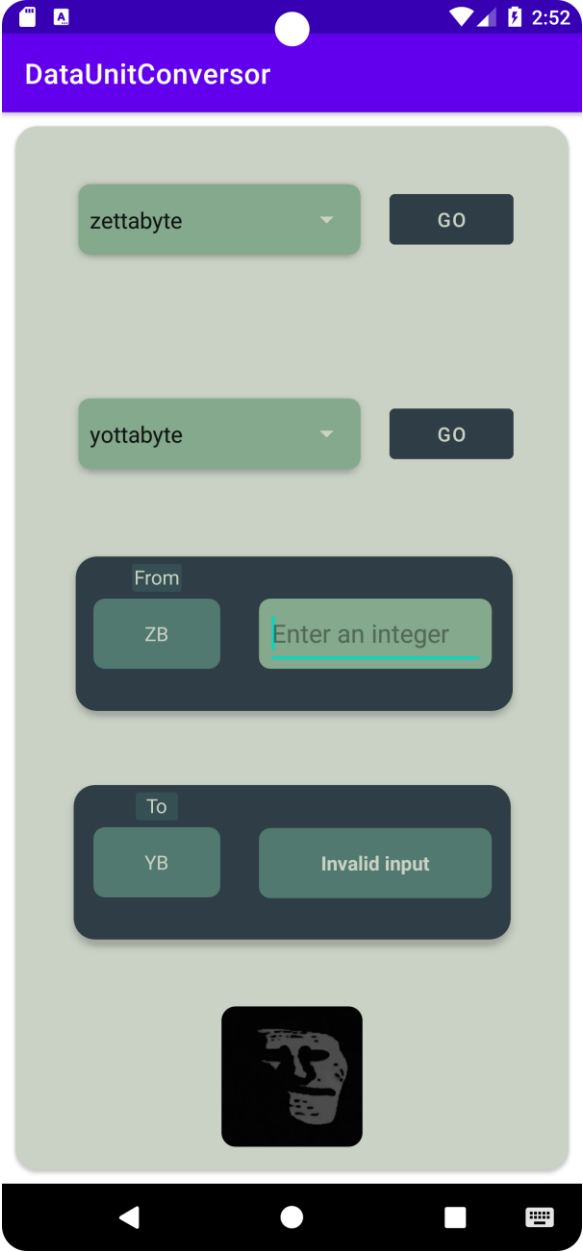 2:52
DataUnitConversor
zettabyte
GO
yottabyte
GO
From
ZB
Enter an integer
To
YB
Invalid input